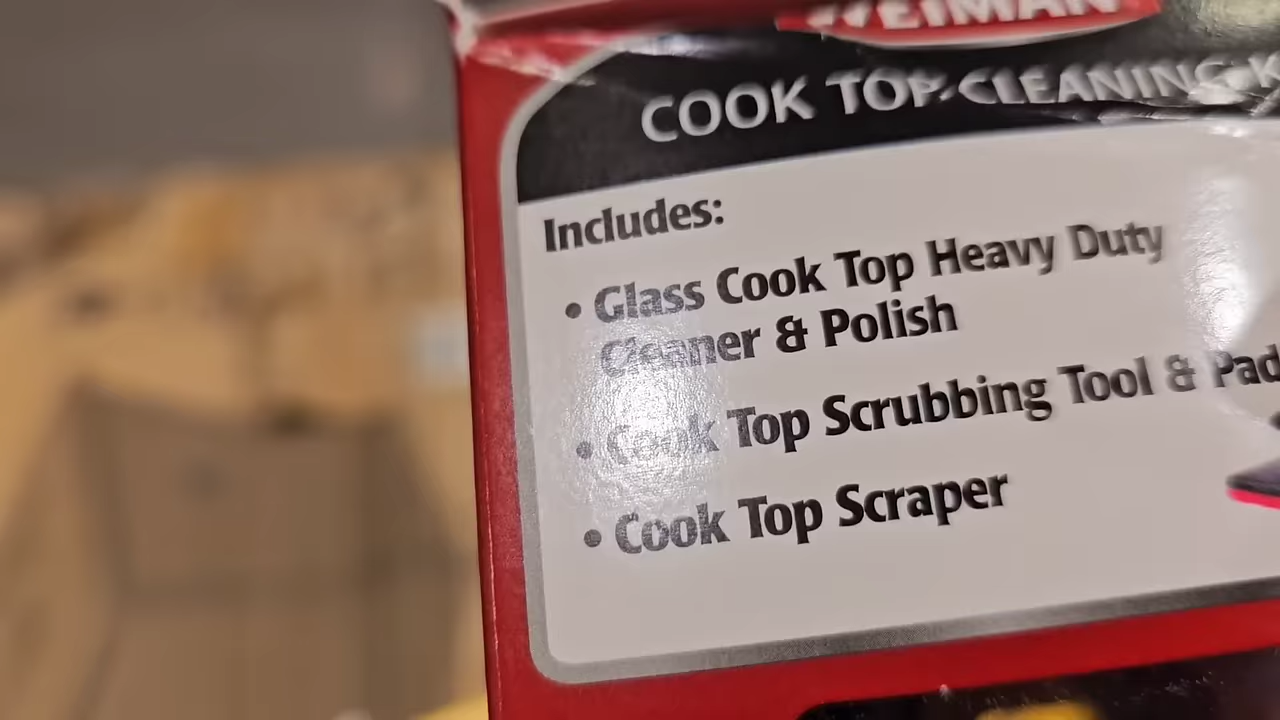 WEIMAN
COOK TOP CLEANING K
Includes:
• Glass Cook Top Heavy Duty
Cleaner & Polish
• Cook Top Scrubbing Tool & Pad
• Cook Top Scraper